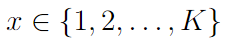 x ∈ {1, 2, . . . , K}